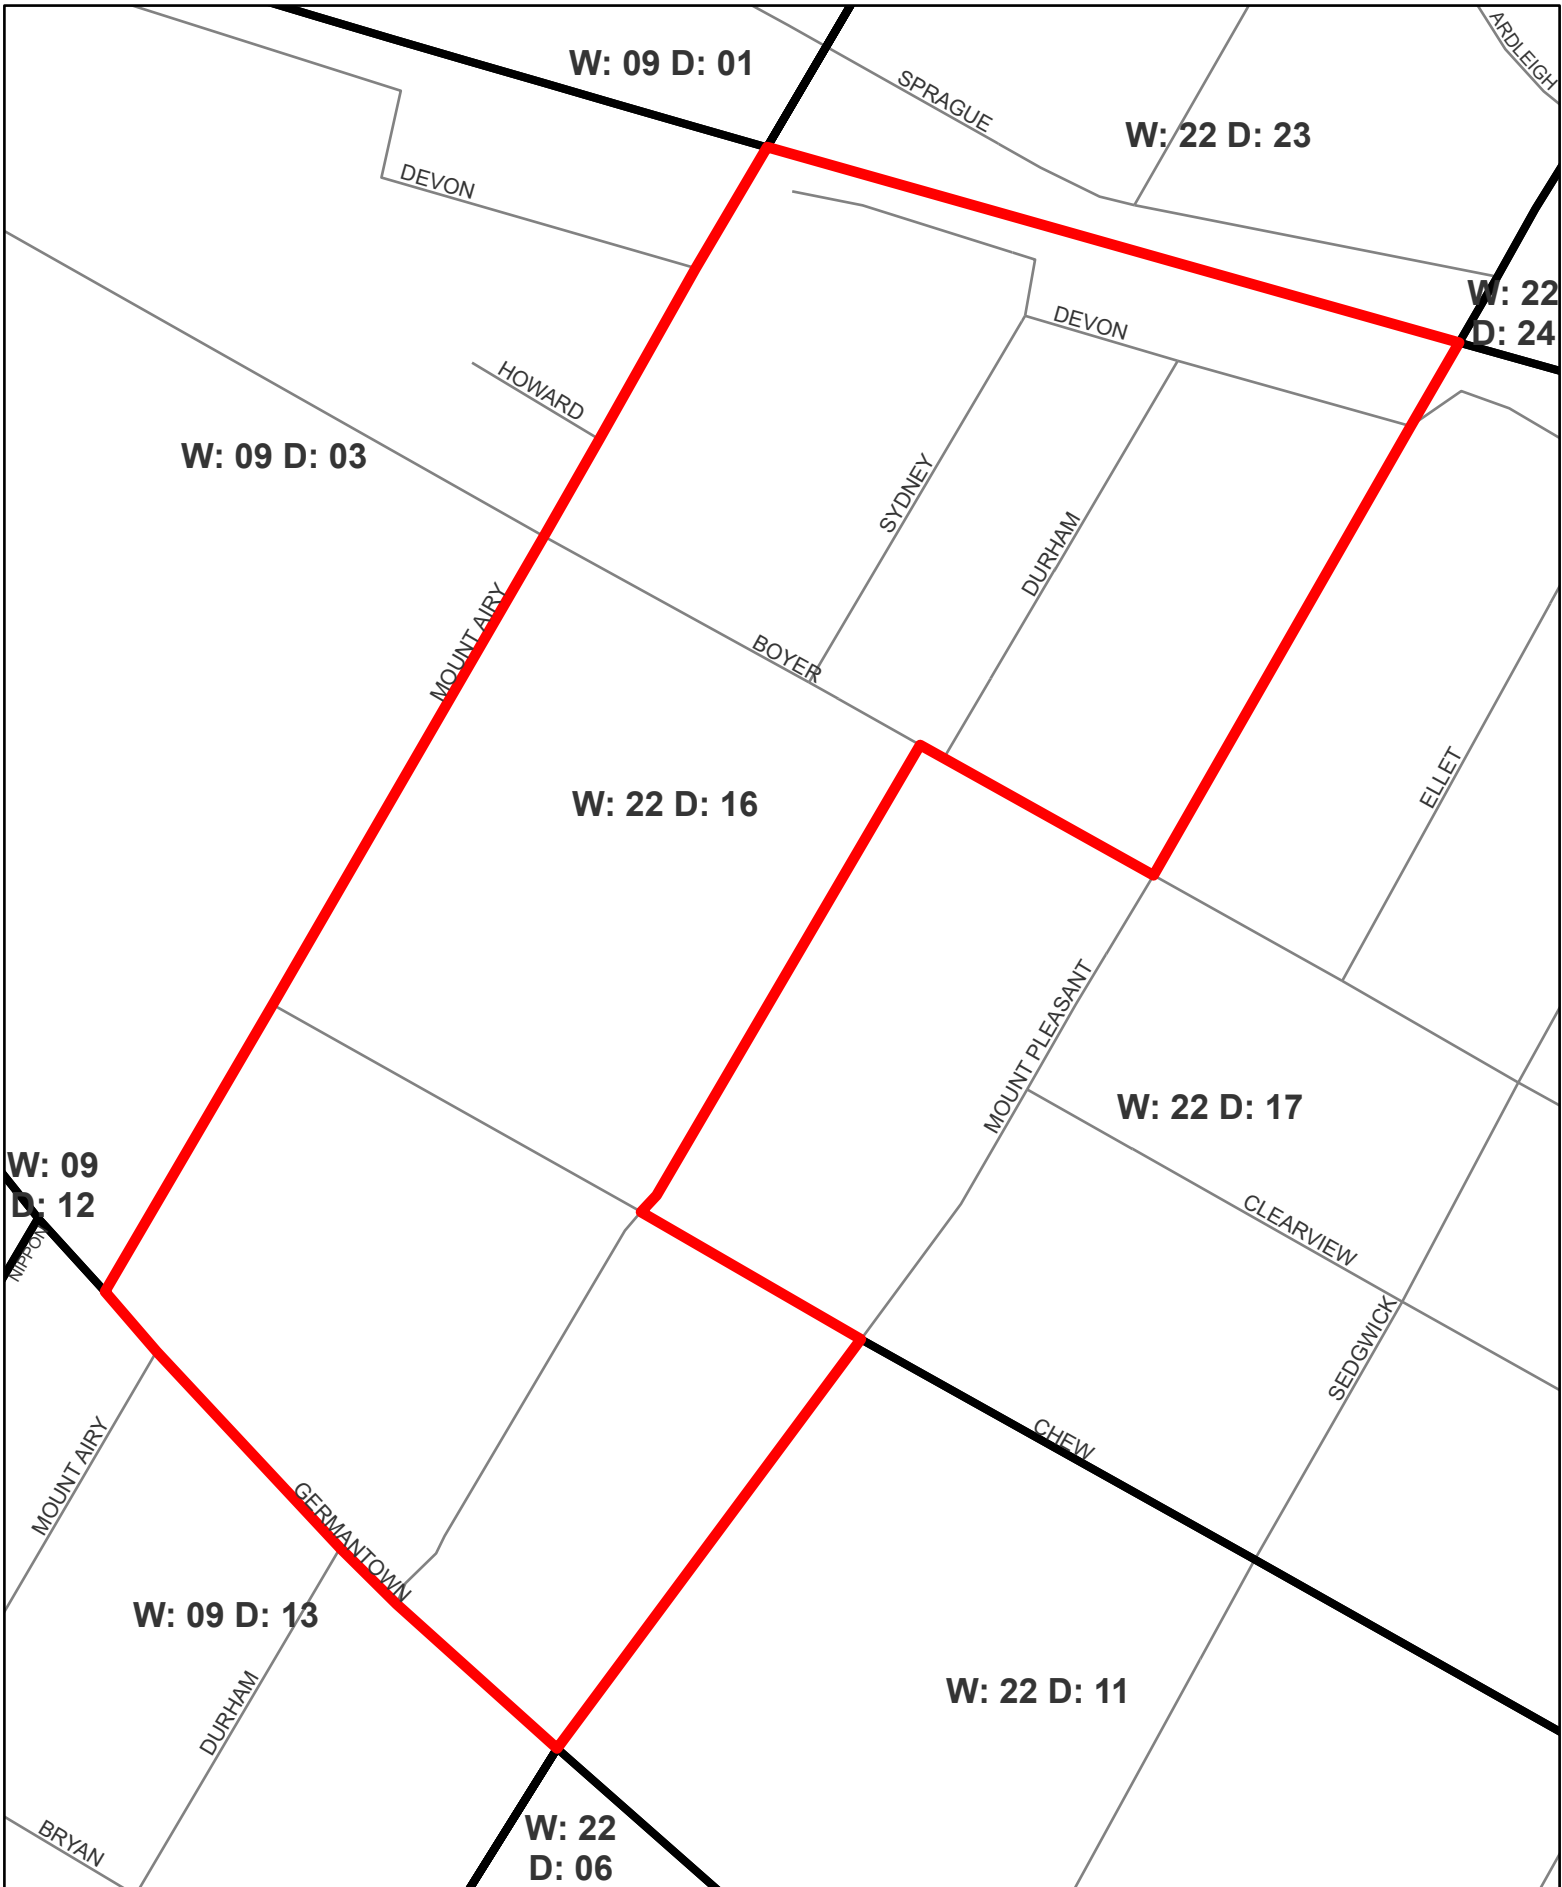 ARDLEIGH
W: 09 D: 01
SPRAGUE
W: 22 D: 23
DEVON
W: 22
D: 24
DEVON
HOWARD
W: 09 D: 03
SYDNEY
DURHAM
MOUNT AIRY
BOYER
ELLET
W: 22 D: 16
MOUNT PLEASANT
W: 22 D: 17
W: 09
D: 12
NIPPON
CLEARVIEW
SEDGWICK
CHEW
MOUNT AIRY
GERMANTOWN
W: 09 D: 13
DURHAM
W: 22 D: 11
W: 22
D: 06
BRYAN